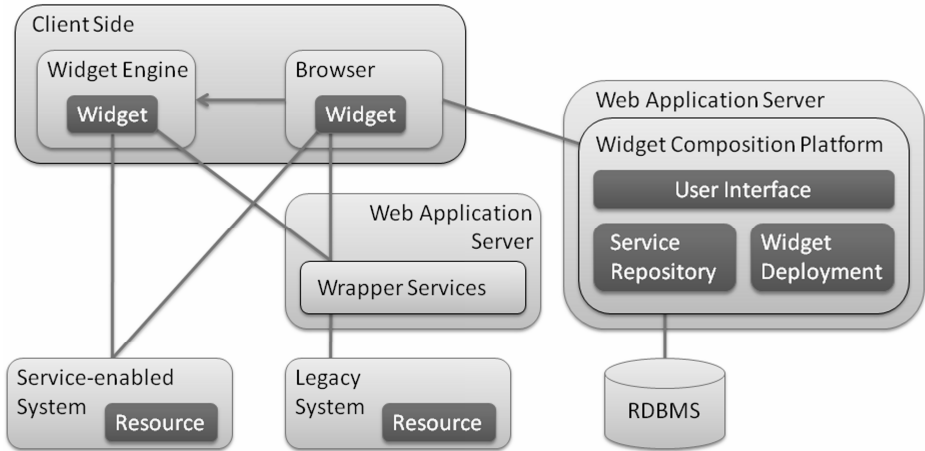 Client Side
Widget Engine
Widget
Browser
Widget
Web Application Server
Widget Composition Platform
User Interface
Service
Repository
Widget
Deployment
Web Application
Server
Wrapper Services
Service-enabled
System
Resource
Legacy
System
Resource
RDBMS